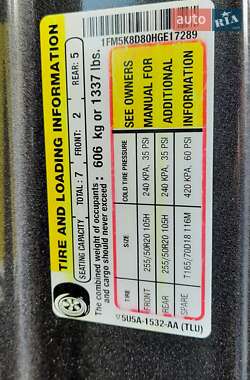 auto RIA
1FM5K8D80HGE17289
TIRE AND LOADING INFORMATION
SEATING CAPACITY TOTAL: 7 FRONT: 2 REAR: 5
The combined weight of occupants and cargo should never exceed: 606 kg or 1337 lbs.
TIRE SIZE COLD TIRE PRESSURE
FRONT 255/50R20 105H 240 KPA, 35 PSI
REAR 255/50R20 105H 240 KPA, 35 PSI
SPARE T165/70D18 116M 420 KPA, 60 PSI
SEE OWNERS
MANUAL FOR
ADDITIONAL
INFORMATION
5U5A-1532-AA (TLU)